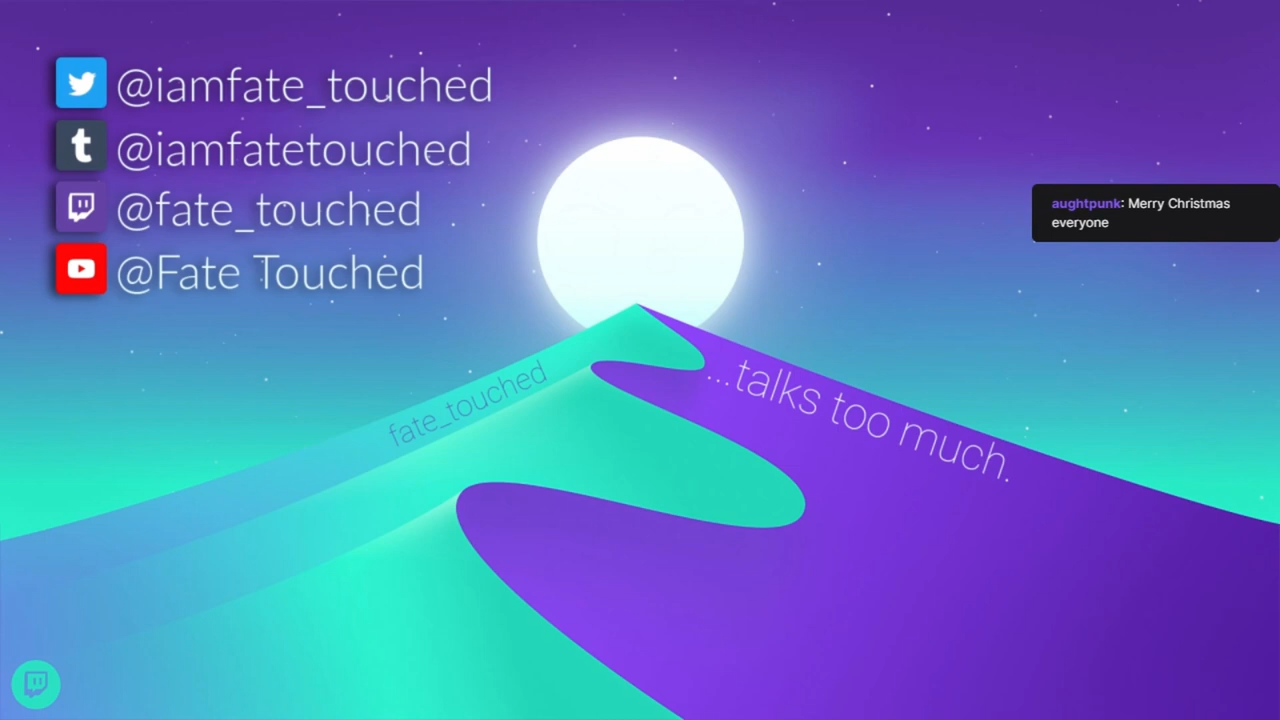 @iamfate_touched
@iamfatetouched
@fate_touched
@Fate Touched
aughtpunk: Merry Christmas
everyone
fate_touched
...talks too much.